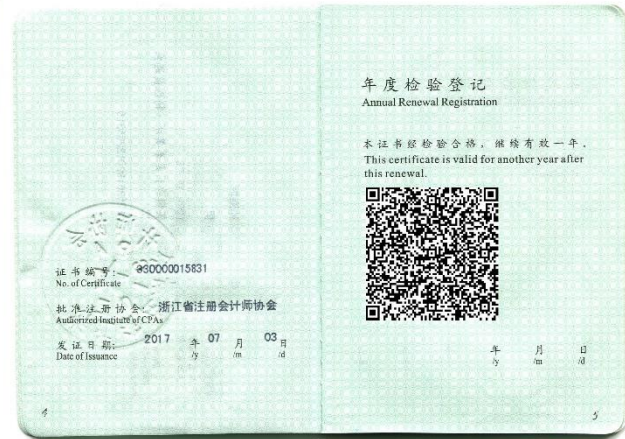 证书编号: 330000015831
No. of Certificate
批准注册协会: 浙江省注册会计师协会
Authorized Institute of CPAs
发证日期: 2017 年 07 月 03 日
Date of Issuance /y /m /d
4
年度检验登记
Annual Renewal Registration
本证书经检验合格，继续有效一年。
This certificate is valid for another year after
this renewal.
年 月 日
/y /m /d
5